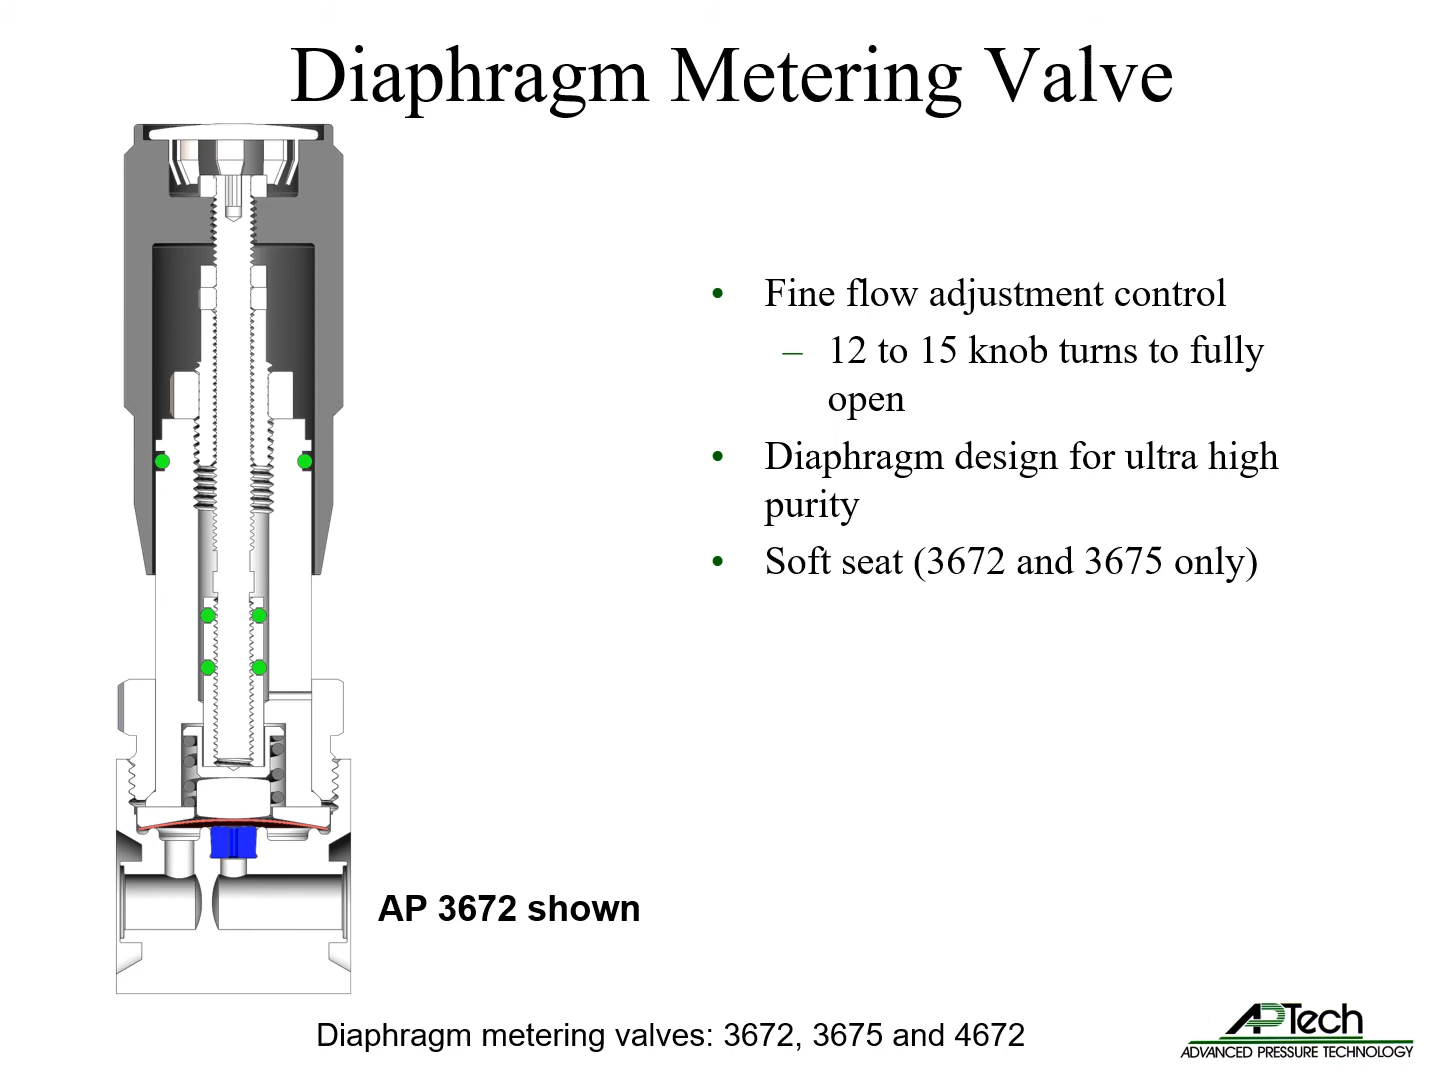 Diaphragm Metering Valve
• Fine flow adjustment control
– 12 to 15 knob turns to fully
open
• Diaphragm design for ultra high
purity
• Soft seat (3672 and 3675 only)
AP 3672 shown
Diaphragm metering valves: 3672, 3675 and 4672
APTech
ADVANCED PRESSURE TECHNOLOGY